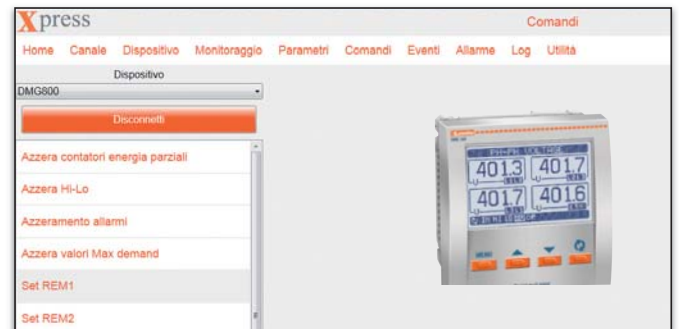 Xpress
Comandi
Home Canale Dispositivo Monitoraggio Parametri Comandi Eventi Allarme Log Utilità
Dispositivo
DMG800
Disconnetti
Azzera contatori energia parziali
Azzera Hi-Lo
Azzeramento allarmi
Azzera valori Max demand
Set REM1
Set REM2
PH-PH VOLTAGE
401.3 401.7
401.7 401.6
MENU